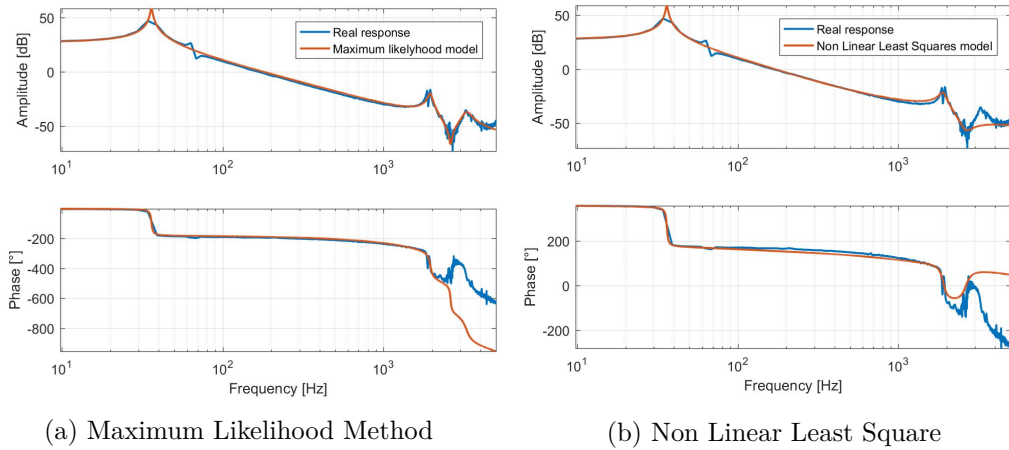 50
0
-50
Amplitude [dB]
Real response
Maximum likelyhood model
10^1
10^2
10^3
-200
-400
-600
-800
Phase [°]
10^1
10^2
10^3
Frequency [Hz]
(a) Maximum Likelihood Method
50
0
-50
Amplitude [dB]
Real response
Non Linear Least Squares model
10^1
10^2
10^3
200
0
-200
Phase [°]
10^1
10^2
10^3
Frequency [Hz]
(b) Non Linear Least Square